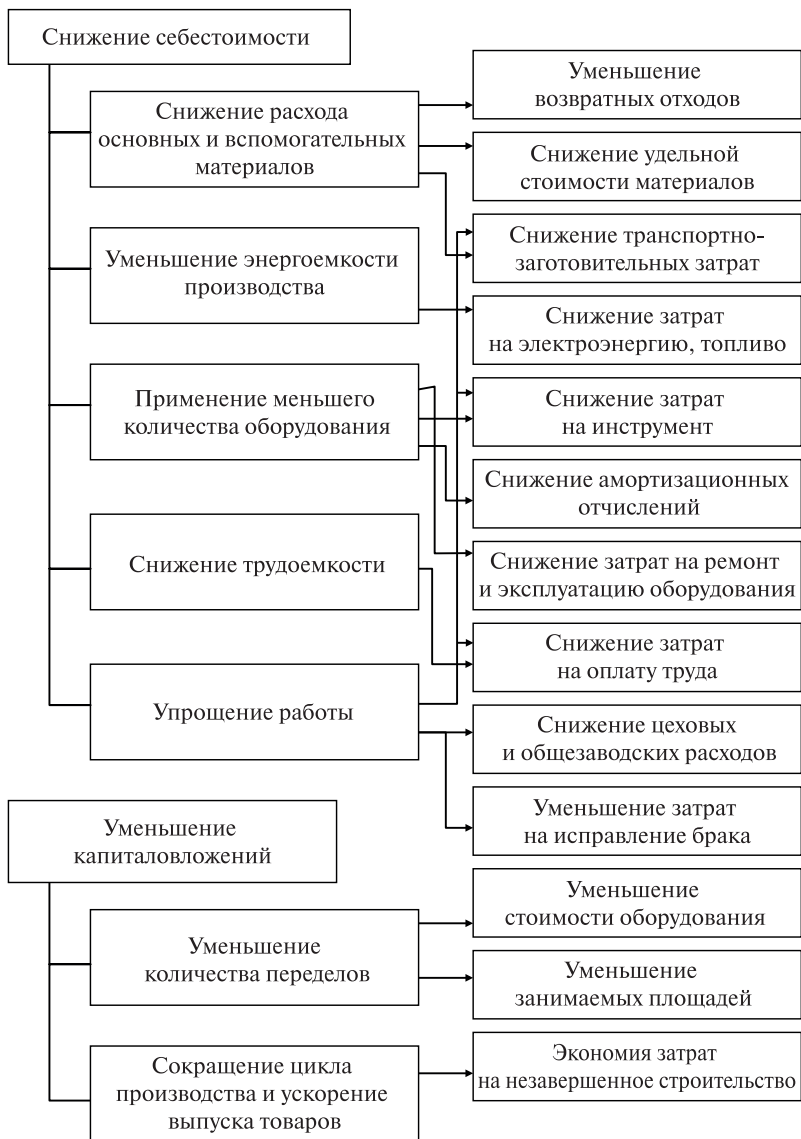 Снижение себестоимости
Снижение расхода
основных и вспомогательных
материалов
Уменьшение энергоемкости
производства
Применение меньшего
количества оборудования
Снижение трудоемкости
Упрощение работы
Уменьшение
возвратных отходов
Снижение удельной
стоимости материалов
Снижение транспортно-
заготовительных затрат
Снижение затрат
на электроэнергию, топливо
Снижение затрат
на инструмент
Снижение амортизационных
отчислений
Снижение затрат на ремонт
и эксплуатацию оборудования
Снижение затрат
на оплату труда
Снижение цеховых
и общезаводских расходов
Уменьшение затрат
на исправление брака
Уменьшение
капиталовложений
Уменьшение
количества переделов
Сокращение цикла
производства и ускорение
выпуска товаров
Уменьшение
стоимости оборудования
Уменьшение
занимаемых площадей
Экономия затрат
на незавершенное строительство